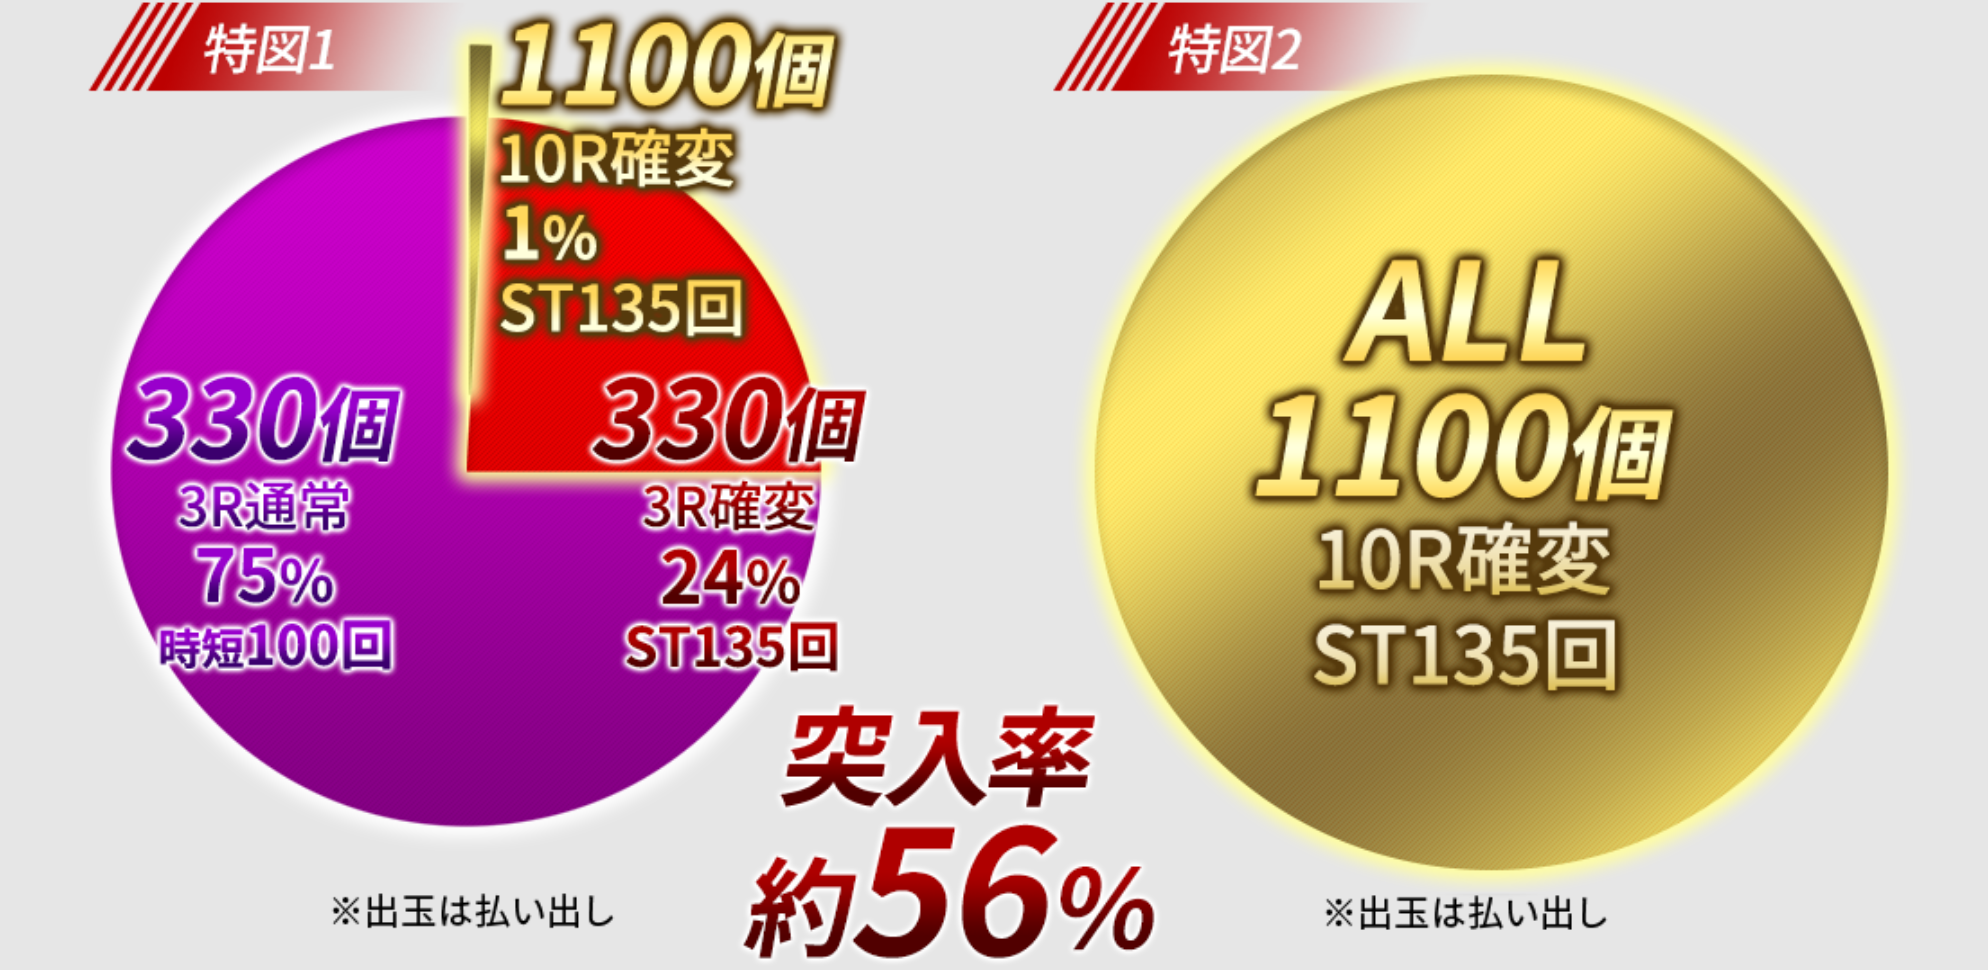 特図1
1100個
10R確変
1%
ST135回
330個
3R通常
75%
時短100回
330個
3R確変
24%
ST135回
※出玉は払い出し
突入率
約56%
特図2
ALL
1100個
10R確変
ST135回
※出玉は払い出し